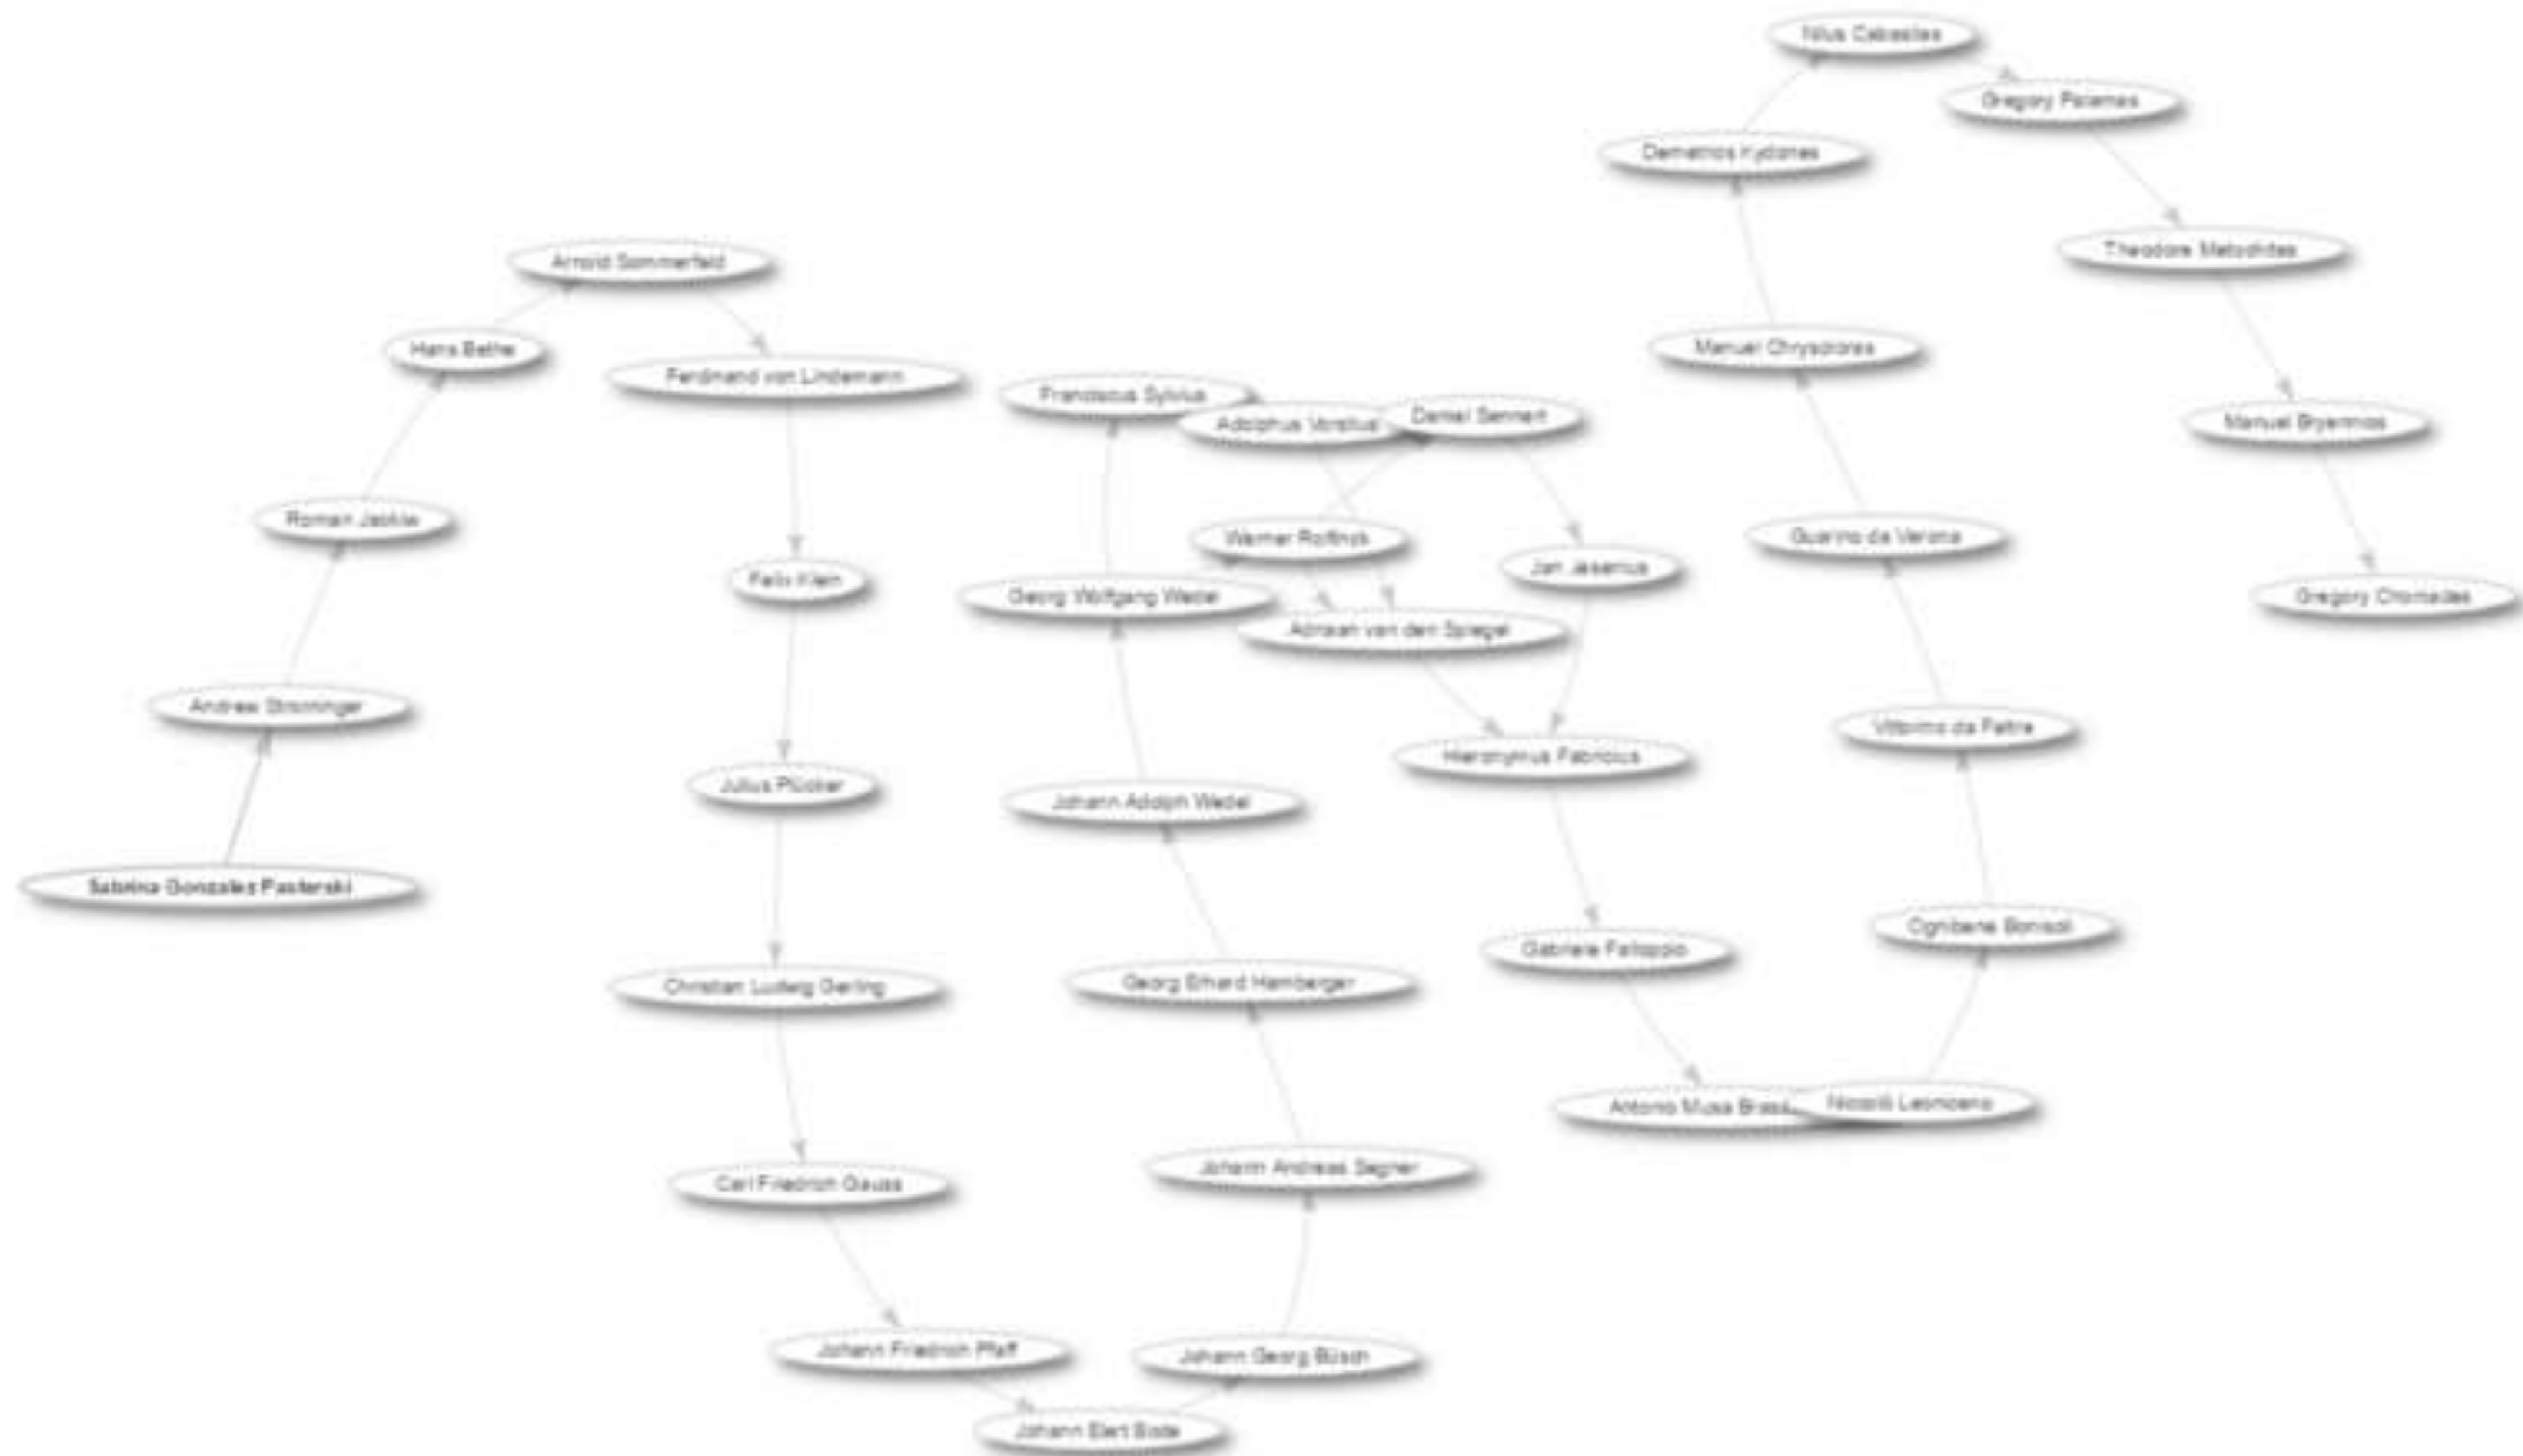 Sabrina Gonzales Pasterski
Andrew Strominger
Roman Jackiw
Hans Bethe
Arnold Sommerfeld
Ferdinand von Lindemann
Felix Klein
Julius Plücker
Christian Ludwig Gerling
Carl Friedrich Gauss
Johann Friedrich Pfaff
Johann Elert Bode
Johann Georg Büsch
Johann Andreas Segner
Georg Erhard Hamberger
Johann Adolph Wedel
Georg Wolfgang Wedel
Franciscus Sylvius
Adolphus Vorstius
Werner Rolfinck
Daniel Sennert
Jan Jesenius
Adriaan van den Spiegel
Hieronymus Fabricius
Gabriele Falloppio
Antonio Musa
Niccolò Leoniceno
Ognibene Bonisoli
Vittorino da Feltre
Guarino da Verona
Manuel Chrysoloras
Demetrios Kydones
Nilus Cabasilas
Gregory Palamas
Theodore Metochites
Manuel Bryennios
Gregory Choniades